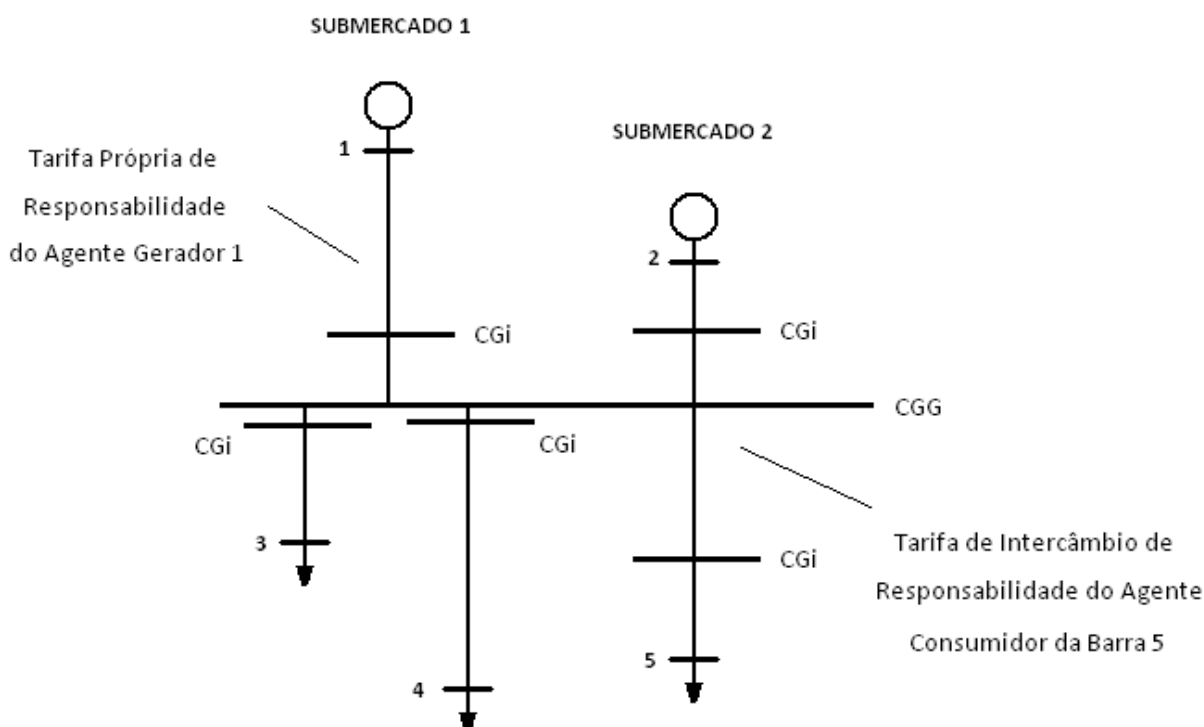 SUBMERCADO 1
SUBMERCADO 2
Tarifa Própria de
Responsabilidade
do Agente Gerador 1
1
2
CGi
CGi
CGG
CGi
CGi
3
CGi
Tarifa de Intercâmbio de
Responsabilidade do Agente
Consumidor da Barra 5
4
5